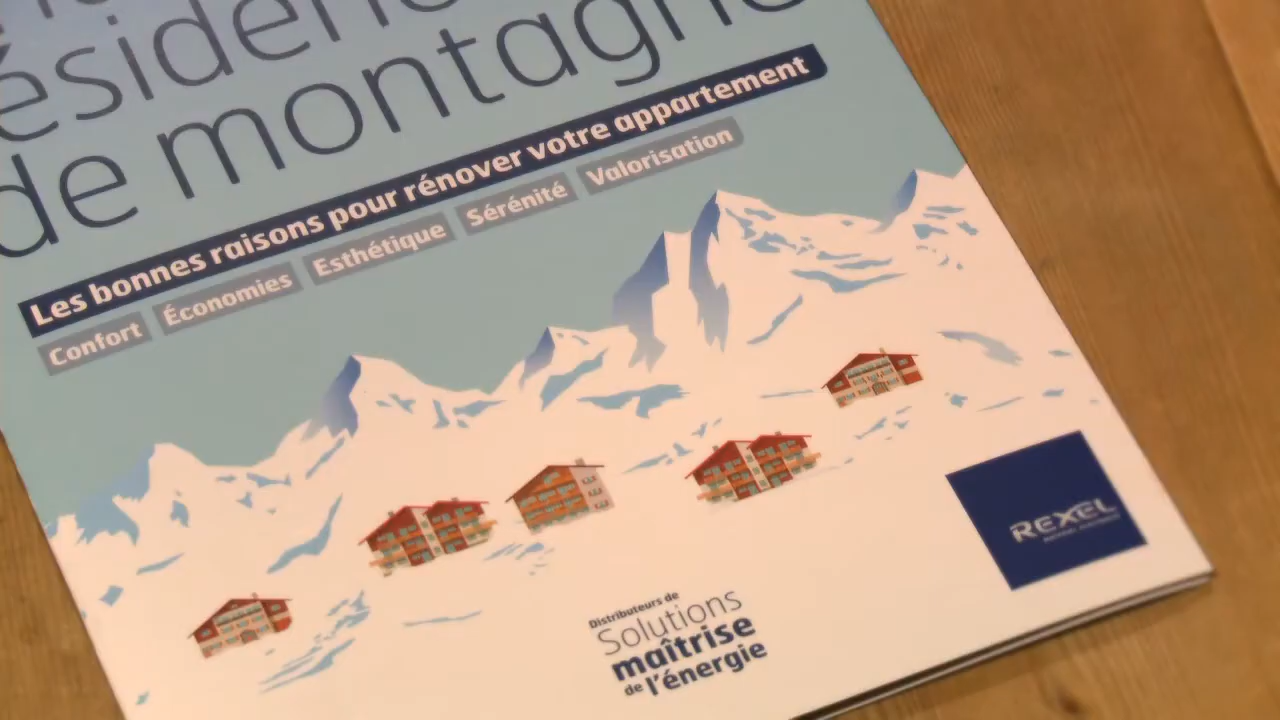 de montagne
Les bonnes raisons pour rénover votre appartement
Confort Économies Esthétique Sérénité Valorisation
REXEL
Distributeurs de
Solutions
maîtrise
de l'énergie